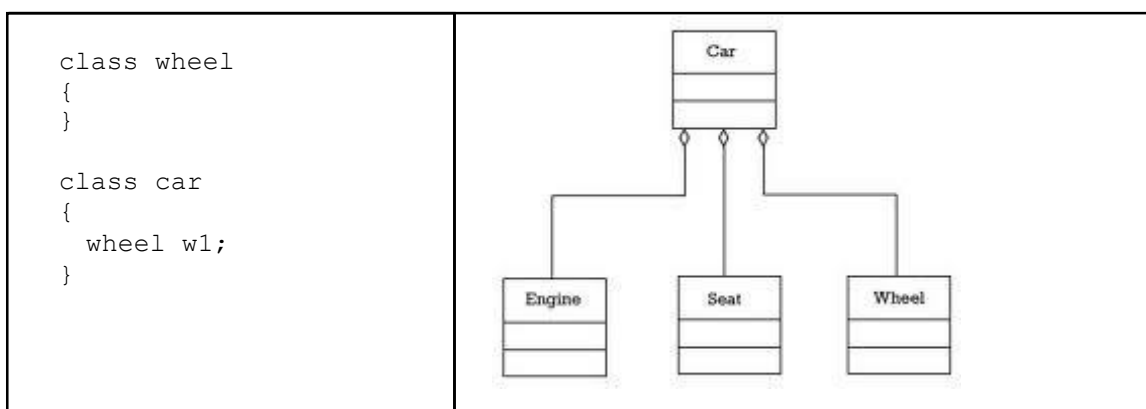 class wheel
{
}
class car
{
wheel w1;
}
Car
Engine
Seat
Wheel